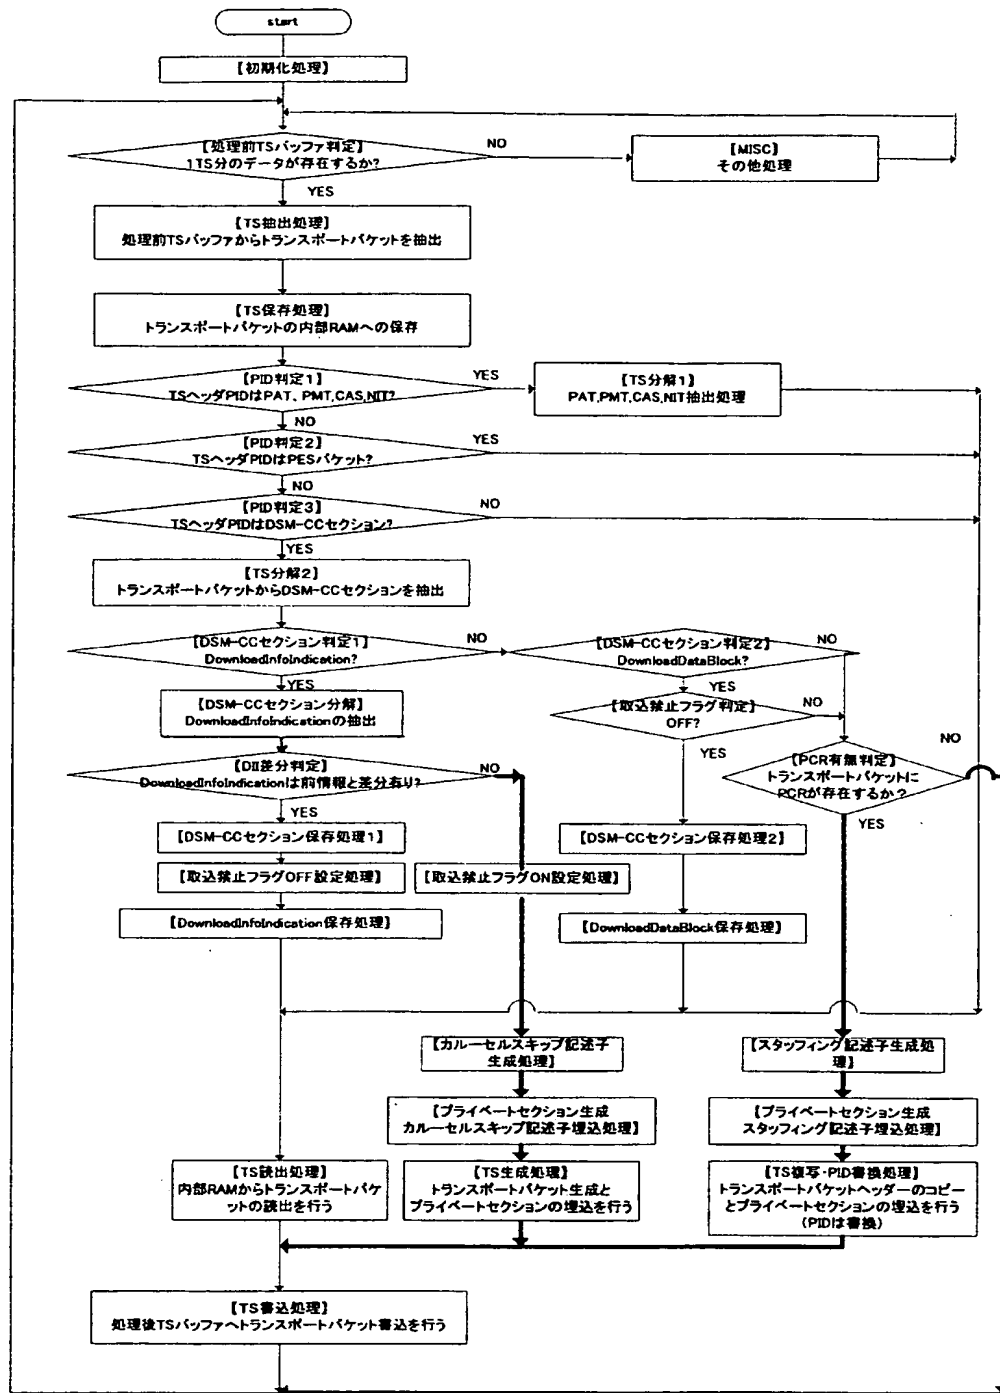 start
【初期化処理】
【処理前TSバッファ判定】
1TS分のデータが存在するか?
NO
【MISC】
その他処理
YES
【TS抽出処理】
処理前TSバッファからトランスポートパケットを抽出
【TS保存処理】
トランスポートパケットの内部RAMへの保存
【PID判定1】
TSヘッダPIDはPAT、PMT,CAS,NIT?
YES
【TS分解1】
PAT,PMT,CAS,NIT抽出処理
NO
【PID判定2】
TSヘッダPIDはPESパケット?
YES
NO
【PID判定3】
TSヘッダPIDはDSM-CCセクション?
NO
YES
【TS分解2】
トランスポートパケットからDSM-CCセクションを抽出
【DSM-CCセクション判定1】
DownloadInfoIndication?
NO
【DSM-CCセクション判定2】
DownloadDataBlock?
NO
YES
YES
【DSM-CCセクション分解】
DownloadInfoIndicationの抽出
【取込禁止フラグ判定】
OFF?
NO
YES
【DII差分判定】
DownloadInfoIndicationは前情報と差分有り?
NO
【PCR有無判定】
トランスポートパケットに
PCRが存在するか?
NO
YES
YES
【DSM-CCセクション保存処理1】
【DSM-CCセクション保存処理2】
【取込禁止フラグOFF設定処理】
【取込禁止フラグON設定処理】
【DownloadInfoIndication保存処理】
【DownloadDataBlock保存処理】
【カルーセルスキップ記述子
生成処理】
【スタッフィング記述子生成処
理】
【プライベートセクション生成
カルーセルスキップ記述子埋込処理】
【プライベートセクション生成
スタッフィング記述子埋込処理】
【TS読出処理】
内部RAMからトランスポートパケ
ットの読出を行う
【TS生成処理】
トランスポートパケット生成と
プライベートセクションの埋込を行う
【TS複写・PID書換処理】
トランスポートパケットヘッダーのコピー
とプライベートセクションの埋込を行う
(PIDは書換)
【TS書込処理】
処理後TSバッファへトランスポートパケット書込を行う